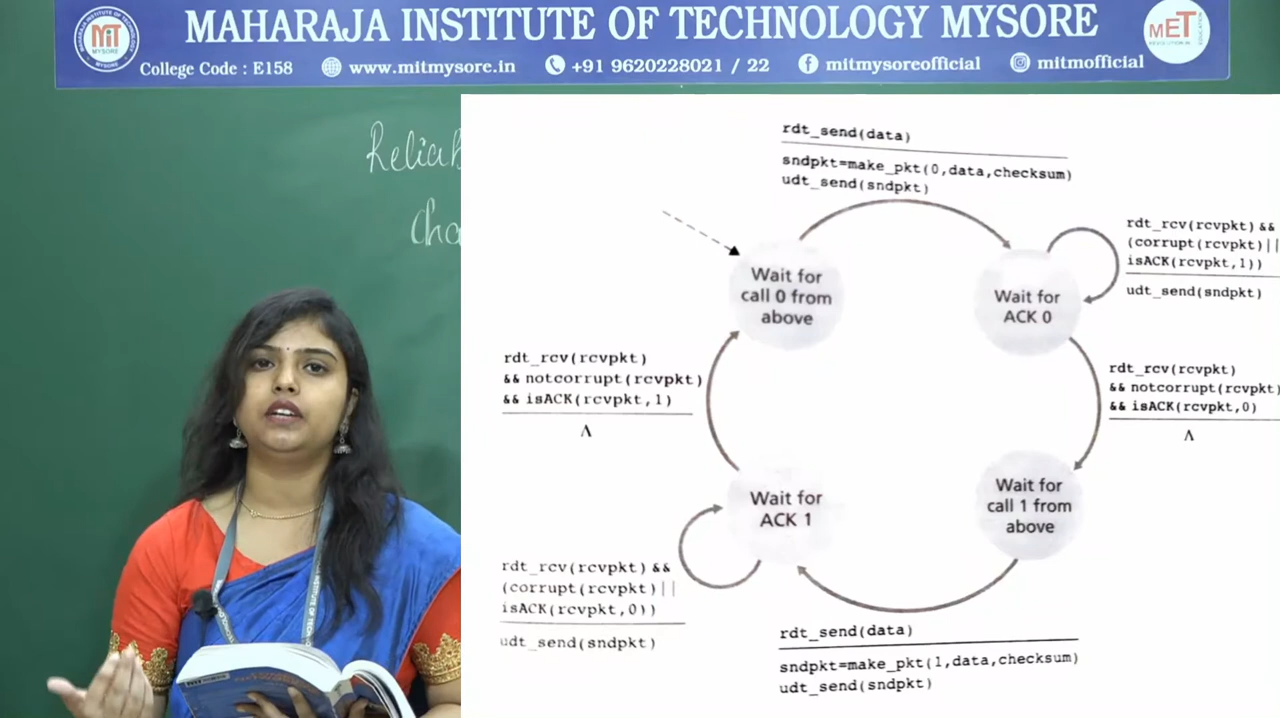 MAHARAJA INSTITUTE OF TECHNOLOGY MYSORE
MIT
MYSORE
MET
College Code : E158
www.mitmysore.in
+91 9620228021 / 22
mitmysoreofficial
mitmofficial
rdt_send(data)
sndpkt=make_pkt(0,data,checksum)
udt_send(sndpkt)
rdt_rcv(rcvpkt) &&
(corrupt(rcvpkt)||
isACK(rcvpkt,1))
udt_send(sndpkt)
Wait for
call 0 from
above
Wait for
ACK 0
rdt_rcv(rcvpkt)
&& notcorrupt(rcvpkt)
&& isACK(rcvpkt,1)
Λ
rdt_rcv(rcvpkt)
&& notcorrupt(rcvpkt)
&& isACK(rcvpkt,0)
Λ
Wait for
ACK 1
Wait for
call 1 from
above
rdt_rcv(rcvpkt) &&
(corrupt(rcvpkt)||
isACK(rcvpkt,0))
udt_send(sndpkt)
rdt_send(data)
sndpkt=make_pkt(1,data,checksum)
udt_send(sndpkt)